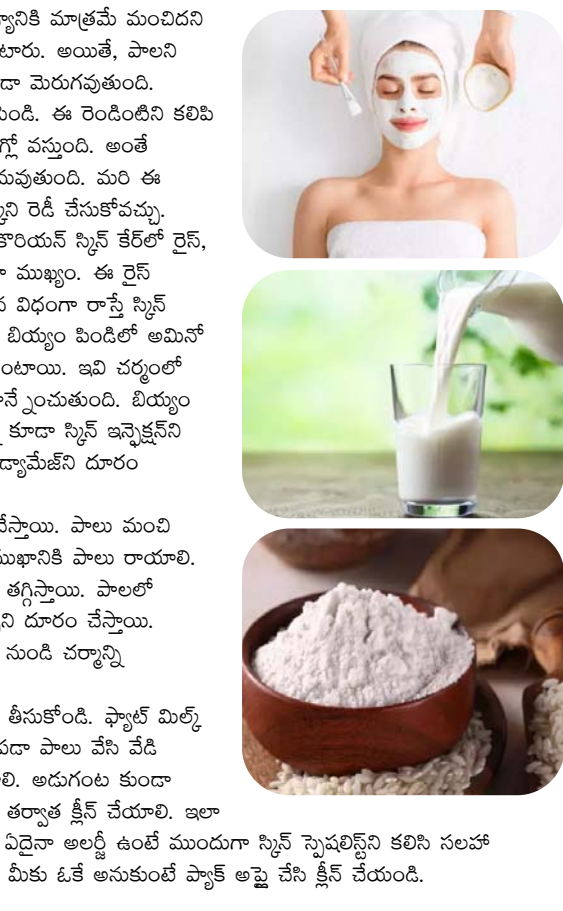 మాత్రమే మంచిదని
అయితే, పాలని
మెరుగవుతుంది.
ఈ రెండింటిని కలిపి
వస్తుంది. అంతే
మరి ఈ
రెడీ చేసుకోవచ్చు.
కొరియన్ స్కిన్ కేర్‌లో రైస్,
ముఖ్యం. ఈ రైస్
విధంగా రాస్తే స్కిన్
బియ్యం పిండిలో అమినో
ఇవి చర్మంలో
బియ్యం
కూడా స్కిన్ ఇన్ఫెక్షన్‌ని
దూరం
పాలు మంచి
పాలు రాయాలి.
తగ్గిస్తాయి. పాలలో
దూరం చేస్తాయి.
నుండి చర్మాన్ని
తీసుకోండి. ఫ్యాట్ మిల్క్
పాలు వేసి వేడి
అడుగంట కుండా
తర్వాత క్లీన్ చేయాలి. ఇలా
ఏదైనా అలర్జీ ఉంటే ముందుగా స్కిన్ స్పెషలిస్ట్‌ని కలిసి సలహా
మీకు ఓకే అనుకుంటే ప్యాక్ అప్లై చేసి క్లీన్ చేయండి.